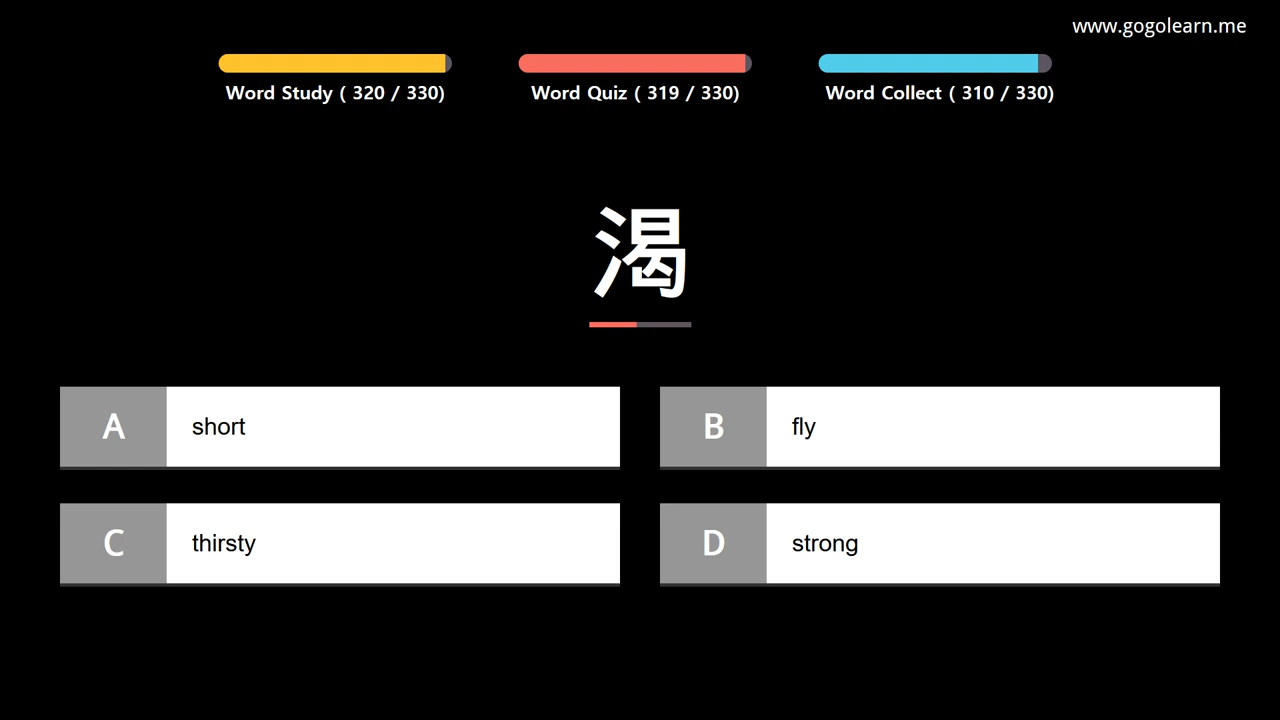 www.gogolearn.me
Word Study ( 320 / 330)
Word Quiz ( 319 / 330)
Word Collect ( 310 / 330)
渴
A short
B fly
C thirsty
D strong